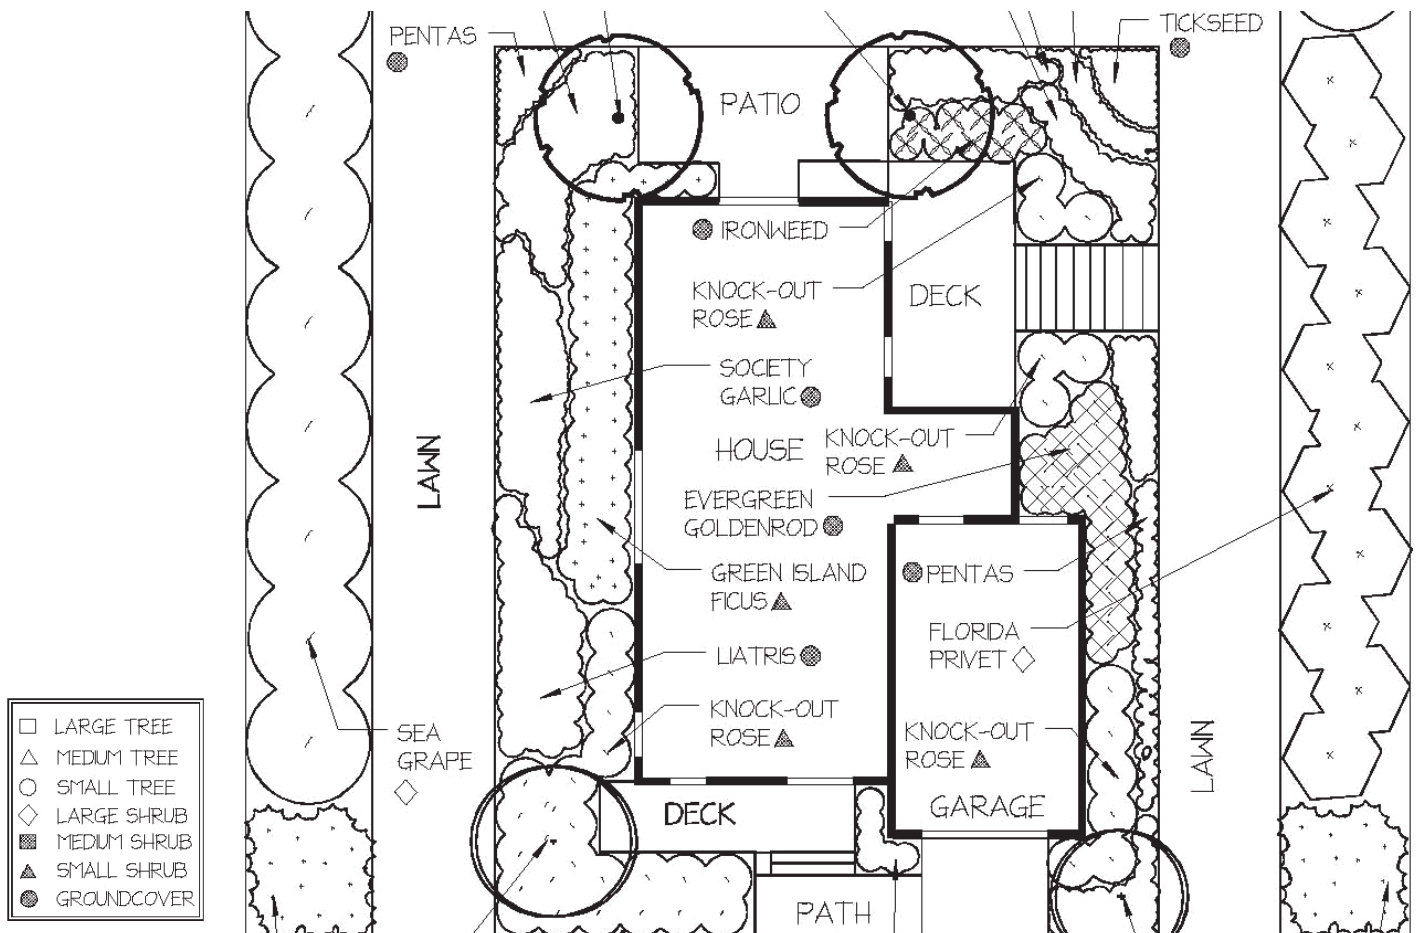 PENTAS
TICKSEED
PATIO
IRONWEED
KNOCK-OUT
ROSE
DECK
SOCIETY
GARLIC
HOUSE
KNOCK-OUT
ROSE
LAWN
EVERGREEN
GOLDENROD
GREEN ISLAND
FICUS
PENTAS
FLORIDA
PRIVET
LIATRIS
KNOCK-OUT
ROSE
KNOCK-OUT
ROSE
LAWN
SEA
GRAPE
DECK
GARAGE
PATH
LARGE TREE
MEDIUM TREE
SMALL TREE
LARGE SHRUB
MEDIUM SHRUB
SMALL SHRUB
GROUNDCOVER